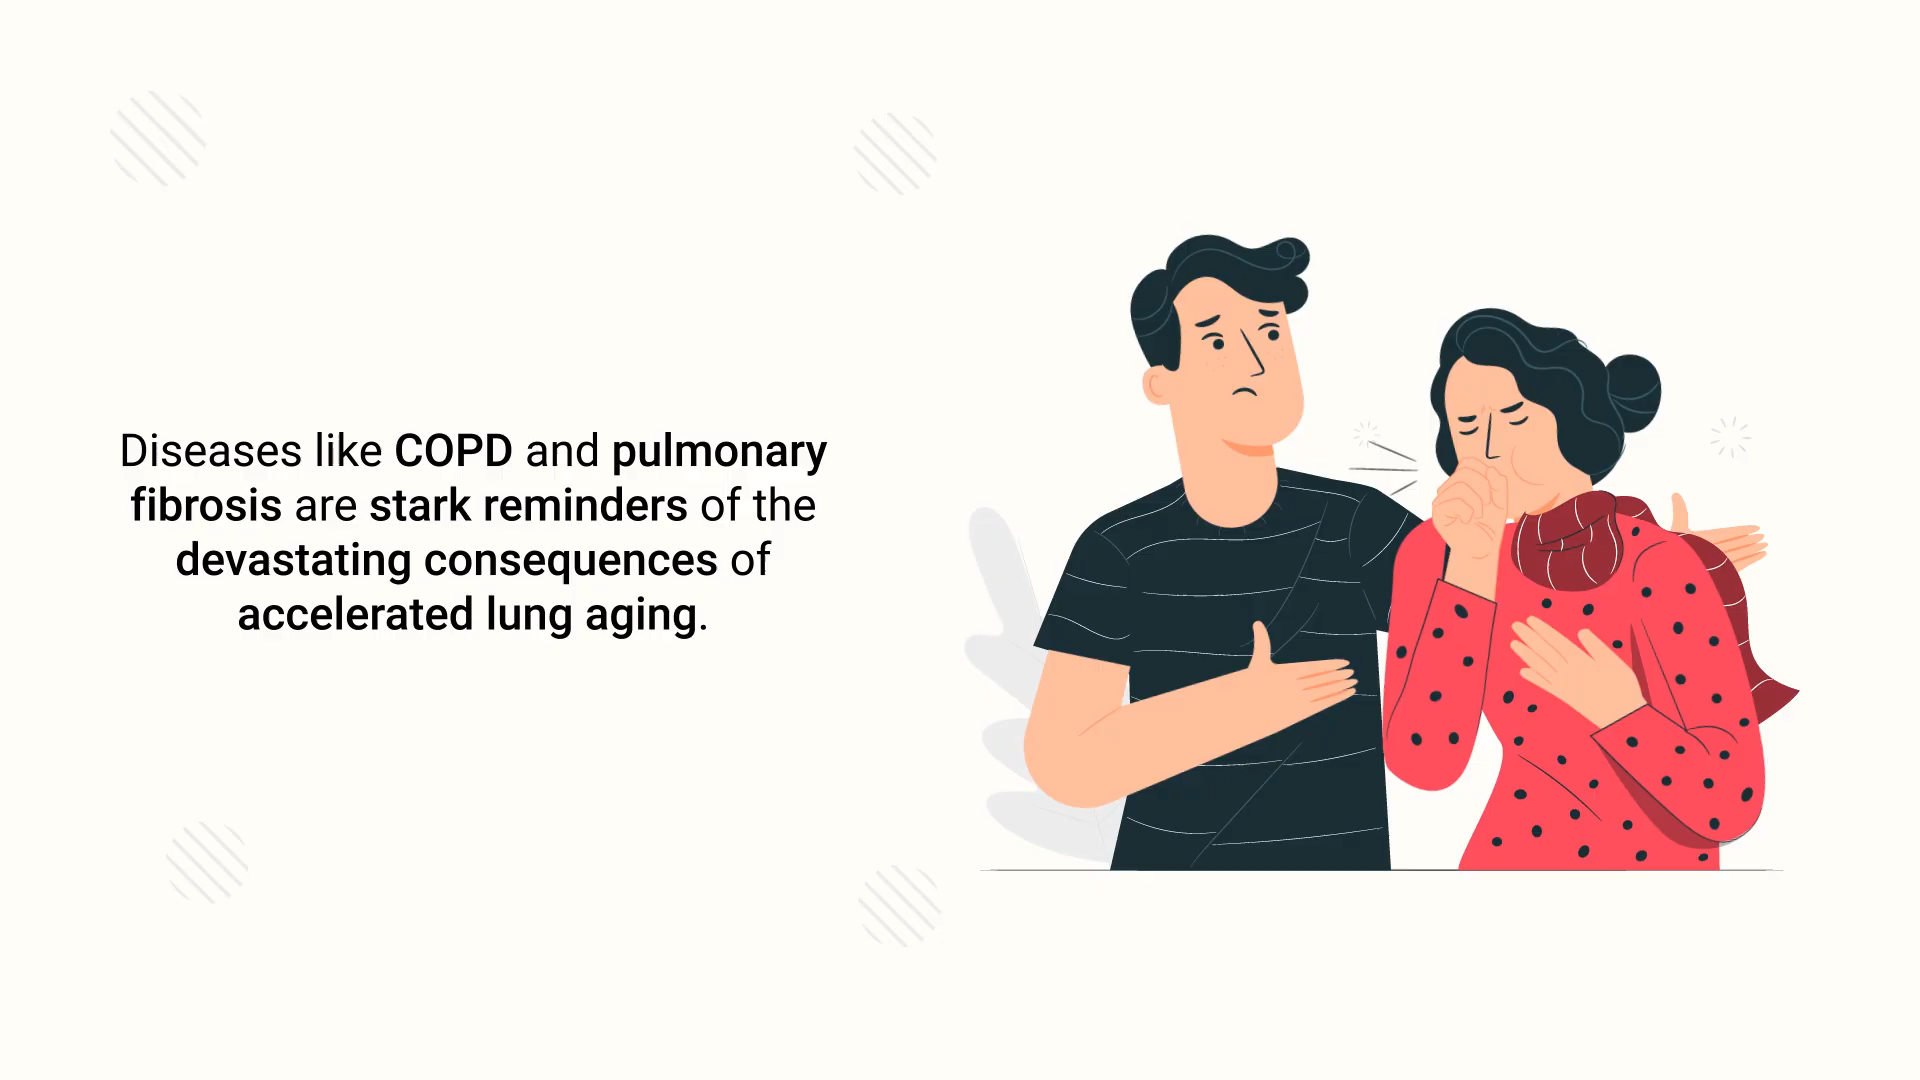 Diseases like COPD and pulmonary
fibrosis are stark reminders of the
devastating consequences of
accelerated lung aging.